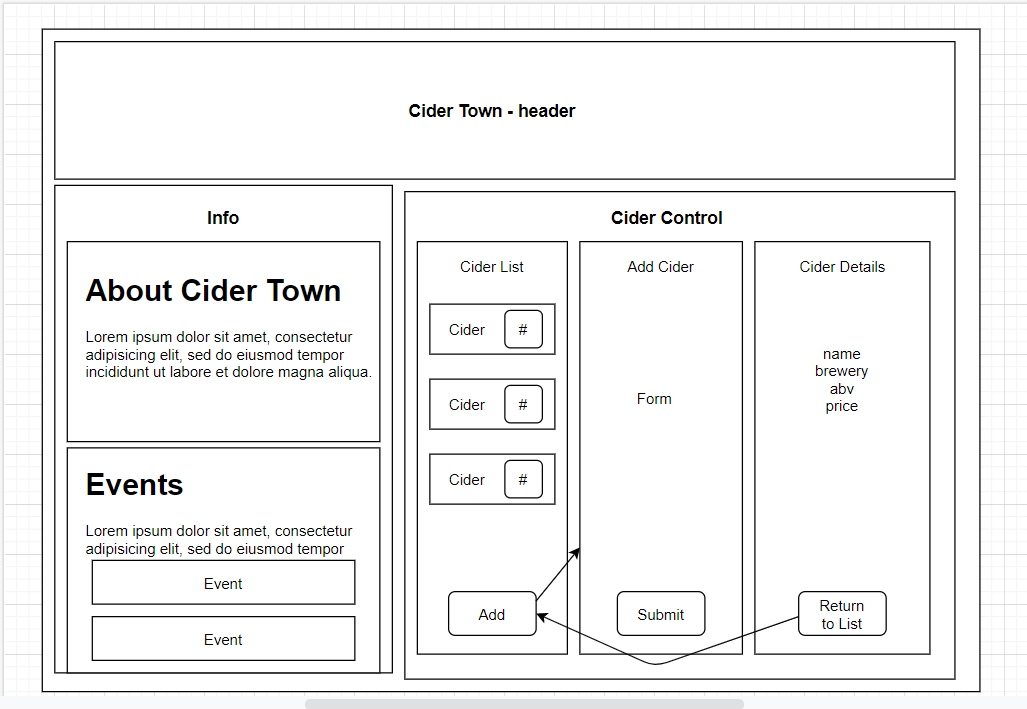 Cider Town - header
Info
About Cider Town
Lorem ipsum dolor sit amet, consectetur
adipisicing elit, sed do eiusmod tempor
incididunt ut labore et dolore magna aliqua.
Events
Lorem ipsum dolor sit amet, consectetur
adipisicing elit, sed do eiusmod tempor
Event
Event
Cider Control
Cider List
Cider #
Cider #
Cider #
Add
Add Cider
Form
Submit
Cider Details
name
brewery
abv
price
Return
to List